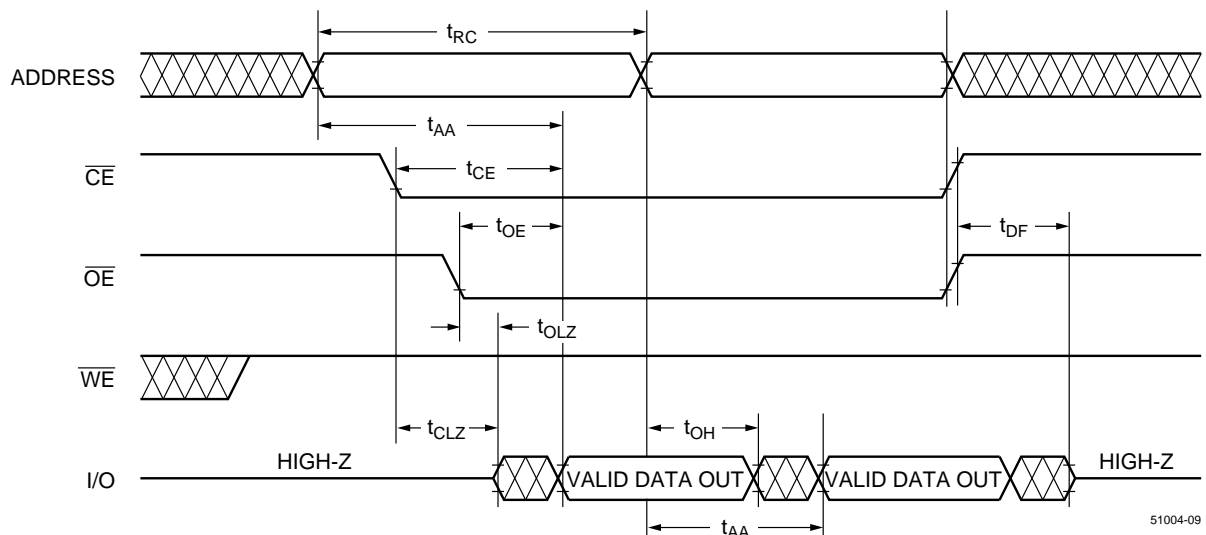 tRC
ADDRESS
tAA
CE
tCE
tOE
tDF
OE
tOLZ
WE
tCLZ
tOH
HIGH-Z
HIGH-Z
I/O
VALID DATA OUT
VALID DATA OUT
tAA
51004-09